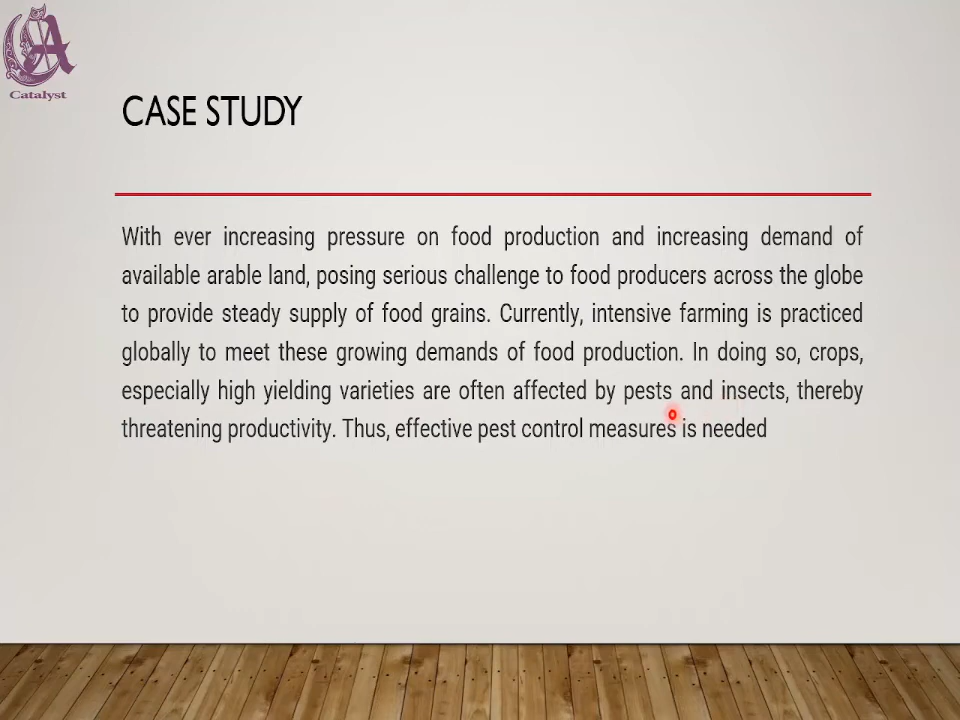 Catalyst
CASE STUDY
With ever increasing pressure on food production and increasing demand of
available arable land, posing serious challenge to food producers across the globe
to provide steady supply of food grains. Currently, intensive farming is practiced
globally to meet these growing demands of food production. In doing so, crops,
especially high yielding varieties are often affected by pests and insects, thereby
threatening productivity. Thus, effective pest control measures is needed